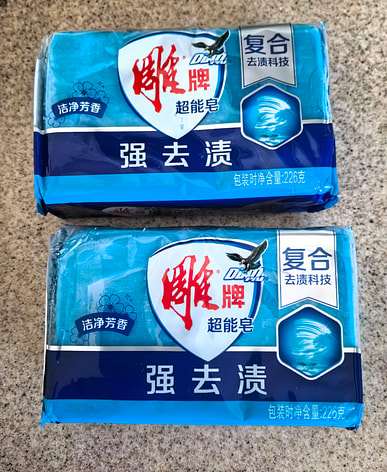 雕牌
超能皂
复合
去渍科技
洁净芳香
强去渍
包装时净含量:226克
雕牌
超能皂
复合
去渍科技
洁净芳香
强去渍
包装时净含量:226克